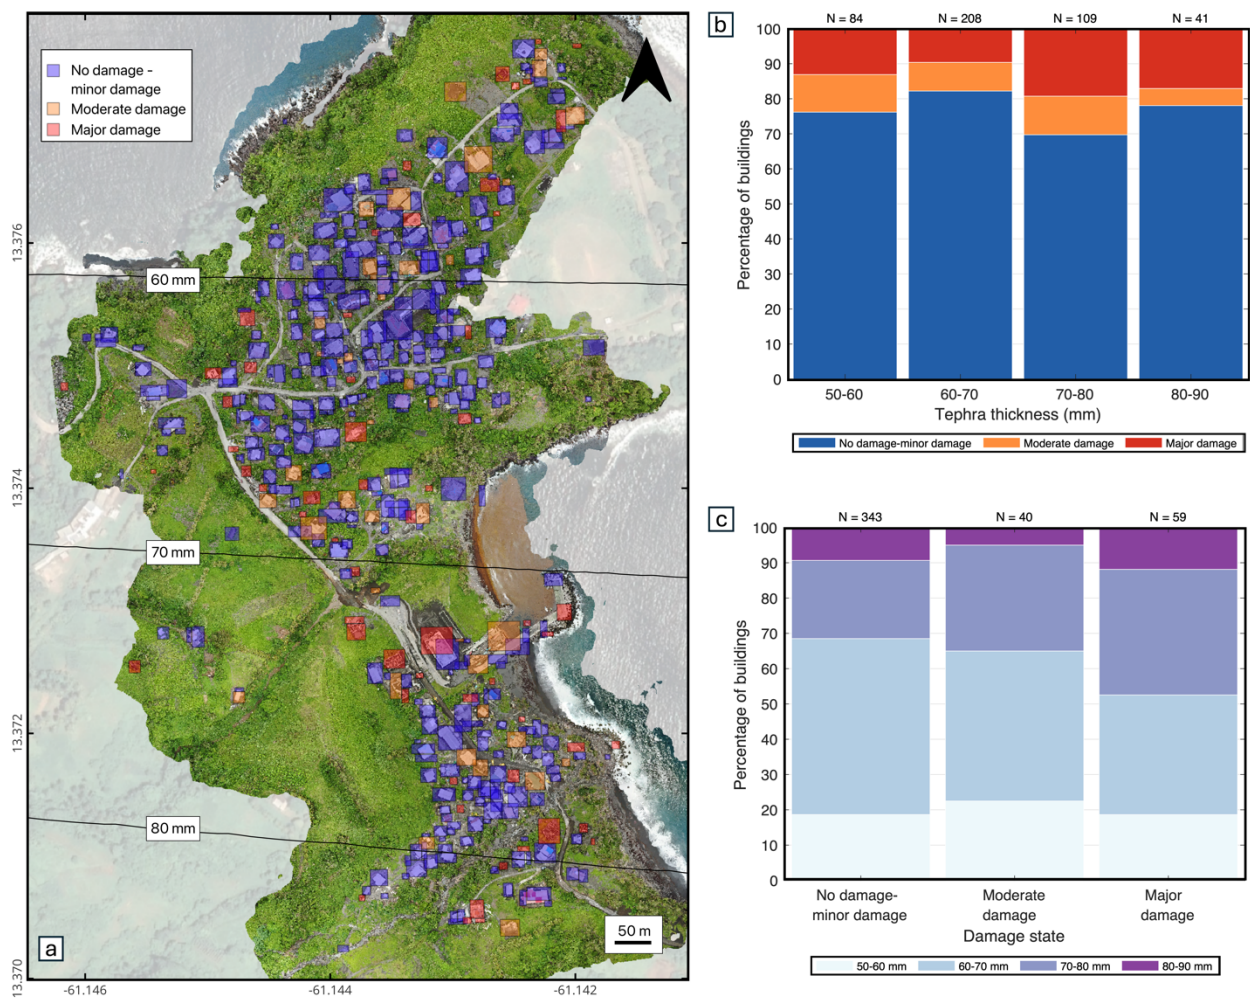 No damage -
minor damage
Moderate damage
Major damage
60 mm
70 mm
80 mm
50 m
a
13.376
13.374
13.372
13.370
-61.146
-61.144
-61.142
b
N = 84
N = 208
N = 109
N = 41
Percentage of buildings
100
90
80
70
60
50
40
30
20
10
0
50-60
60-70
70-80
80-90
Tephra thickness (mm)
No damage-minor damage
Moderate damage
Major damage
c
N = 343
N = 40
N = 59
Percentage of buildings
100
90
80
70
60
50
40
30
20
10
0
No damage-
minor damage
Moderate
damage
Major
damage
Damage state
50-60 mm
60-70 mm
70-80 mm
80-90 mm